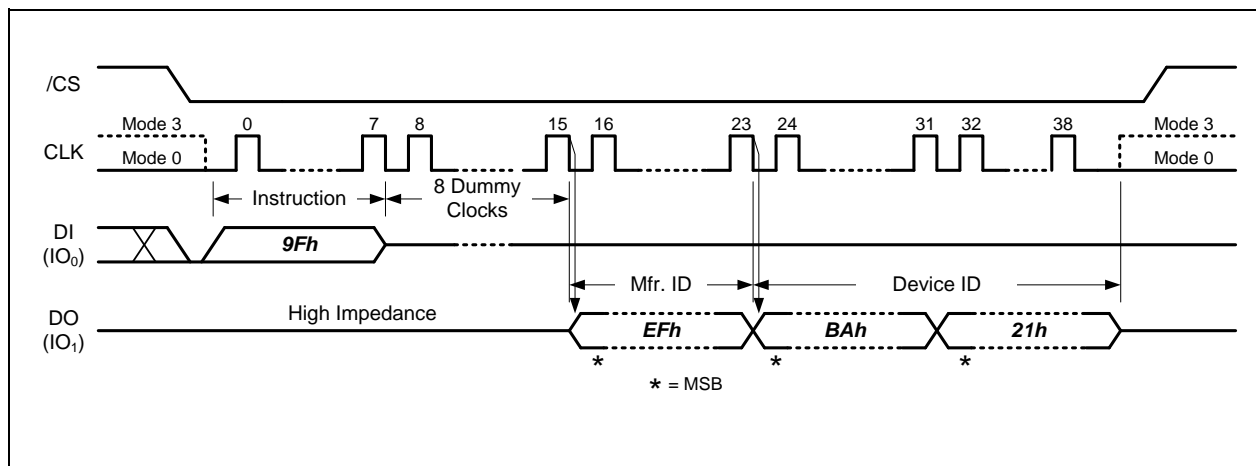 /CS
Mode 3 0 7 8 15 16 23 24 31 32 38 Mode 3
CLK
Mode 0 Mode 0
Instruction 8 Dummy
Clocks
DI
(IO₀)
9Fh
Mfr. ID Device ID
High Impedance
DO
(IO₁)
EFh BAh 21h
* * *
* = MSB